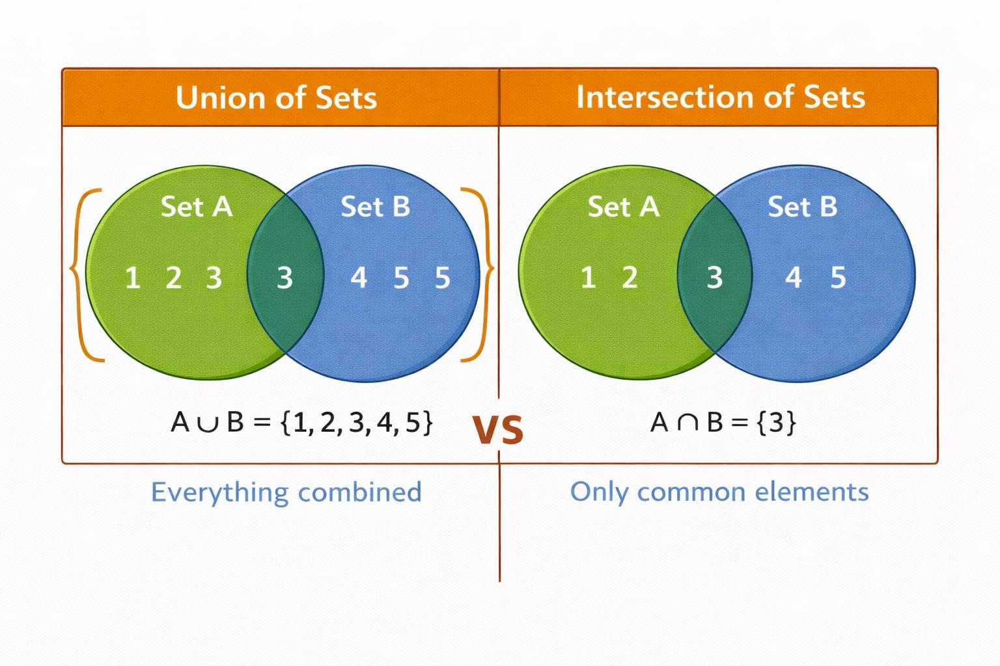 Union of Sets
Set A
Set B
1 2 3 3 4 5 5
A ∪ B = {1, 2, 3, 4, 5}
Everything combined
vs
Intersection of Sets
Set A
Set B
1 2 3 4 5
A ∩ B = {3}
Only common elements